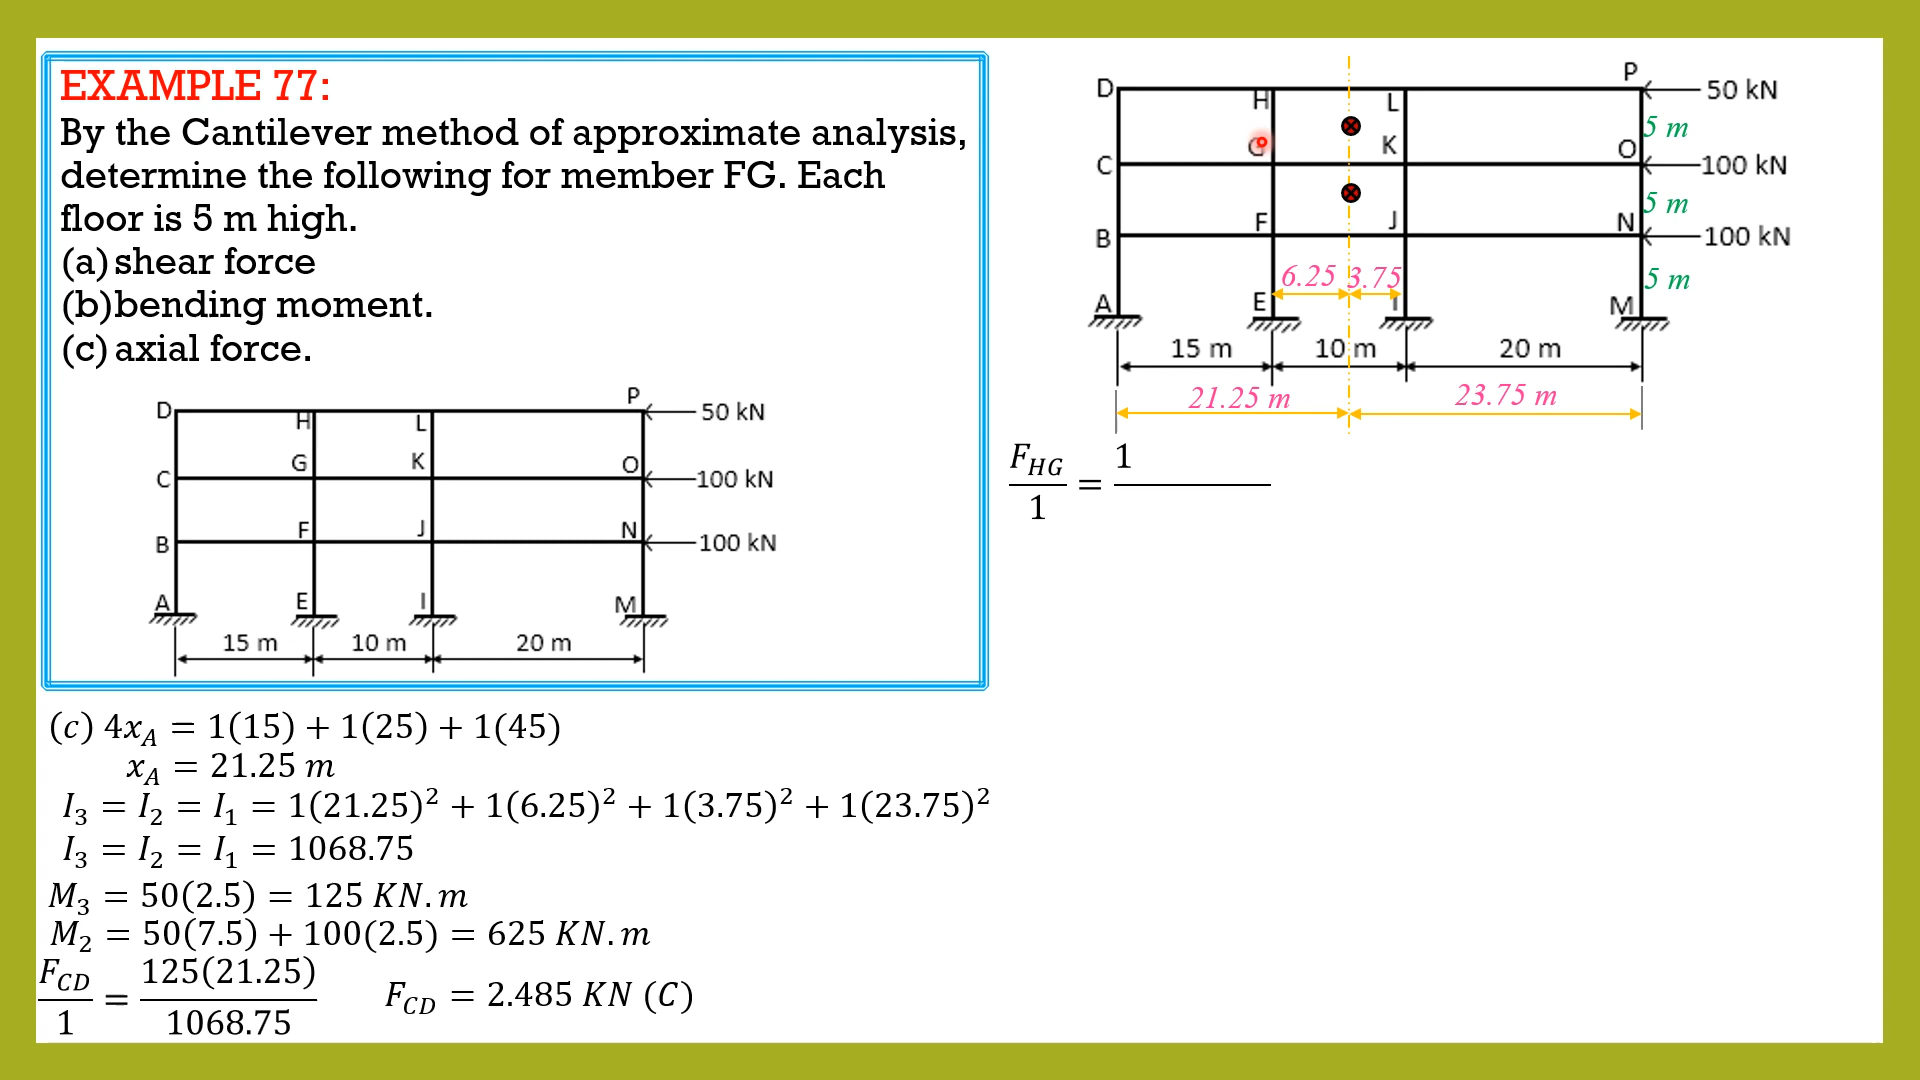 EXAMPLE 77:
By the Cantilever method of approximate analysis,
determine the following for member FG. Each
floor is 5 m high.
(a) shear force
(b) bending moment.
(c) axial force.
P
D
50 kN
H
L
G
K
O
C
100 kN
F
J
N
B
100 kN
A
E
I
M
15 m
10 m
20 m
(c) 4x_A = 1(15) + 1(25) + 1(45)
x_A = 21.25 m
I_3 = I_2 = I_1 = 1(21.25)² + 1(6.25)² + 1(3.75)² + 1(23.75)²
I_3 = I_2 = I_1 = 1068.75
M_3 = 50(2.5) = 125 KN.m
M_2 = 50(7.5) + 100(2.5) = 625 KN.m
F_CD/1 = 125(21.25)/1068.75 F_CD = 2.485 KN (C)
P
D
50 kN
H
L
5 m
G
K
O
C
100 kN
5 m
F
J
N
B
100 kN
6.25
3.75
5 m
A
E
I
M
15 m
10 m
20 m
21.25 m
23.75 m
F_HG/1 = 1